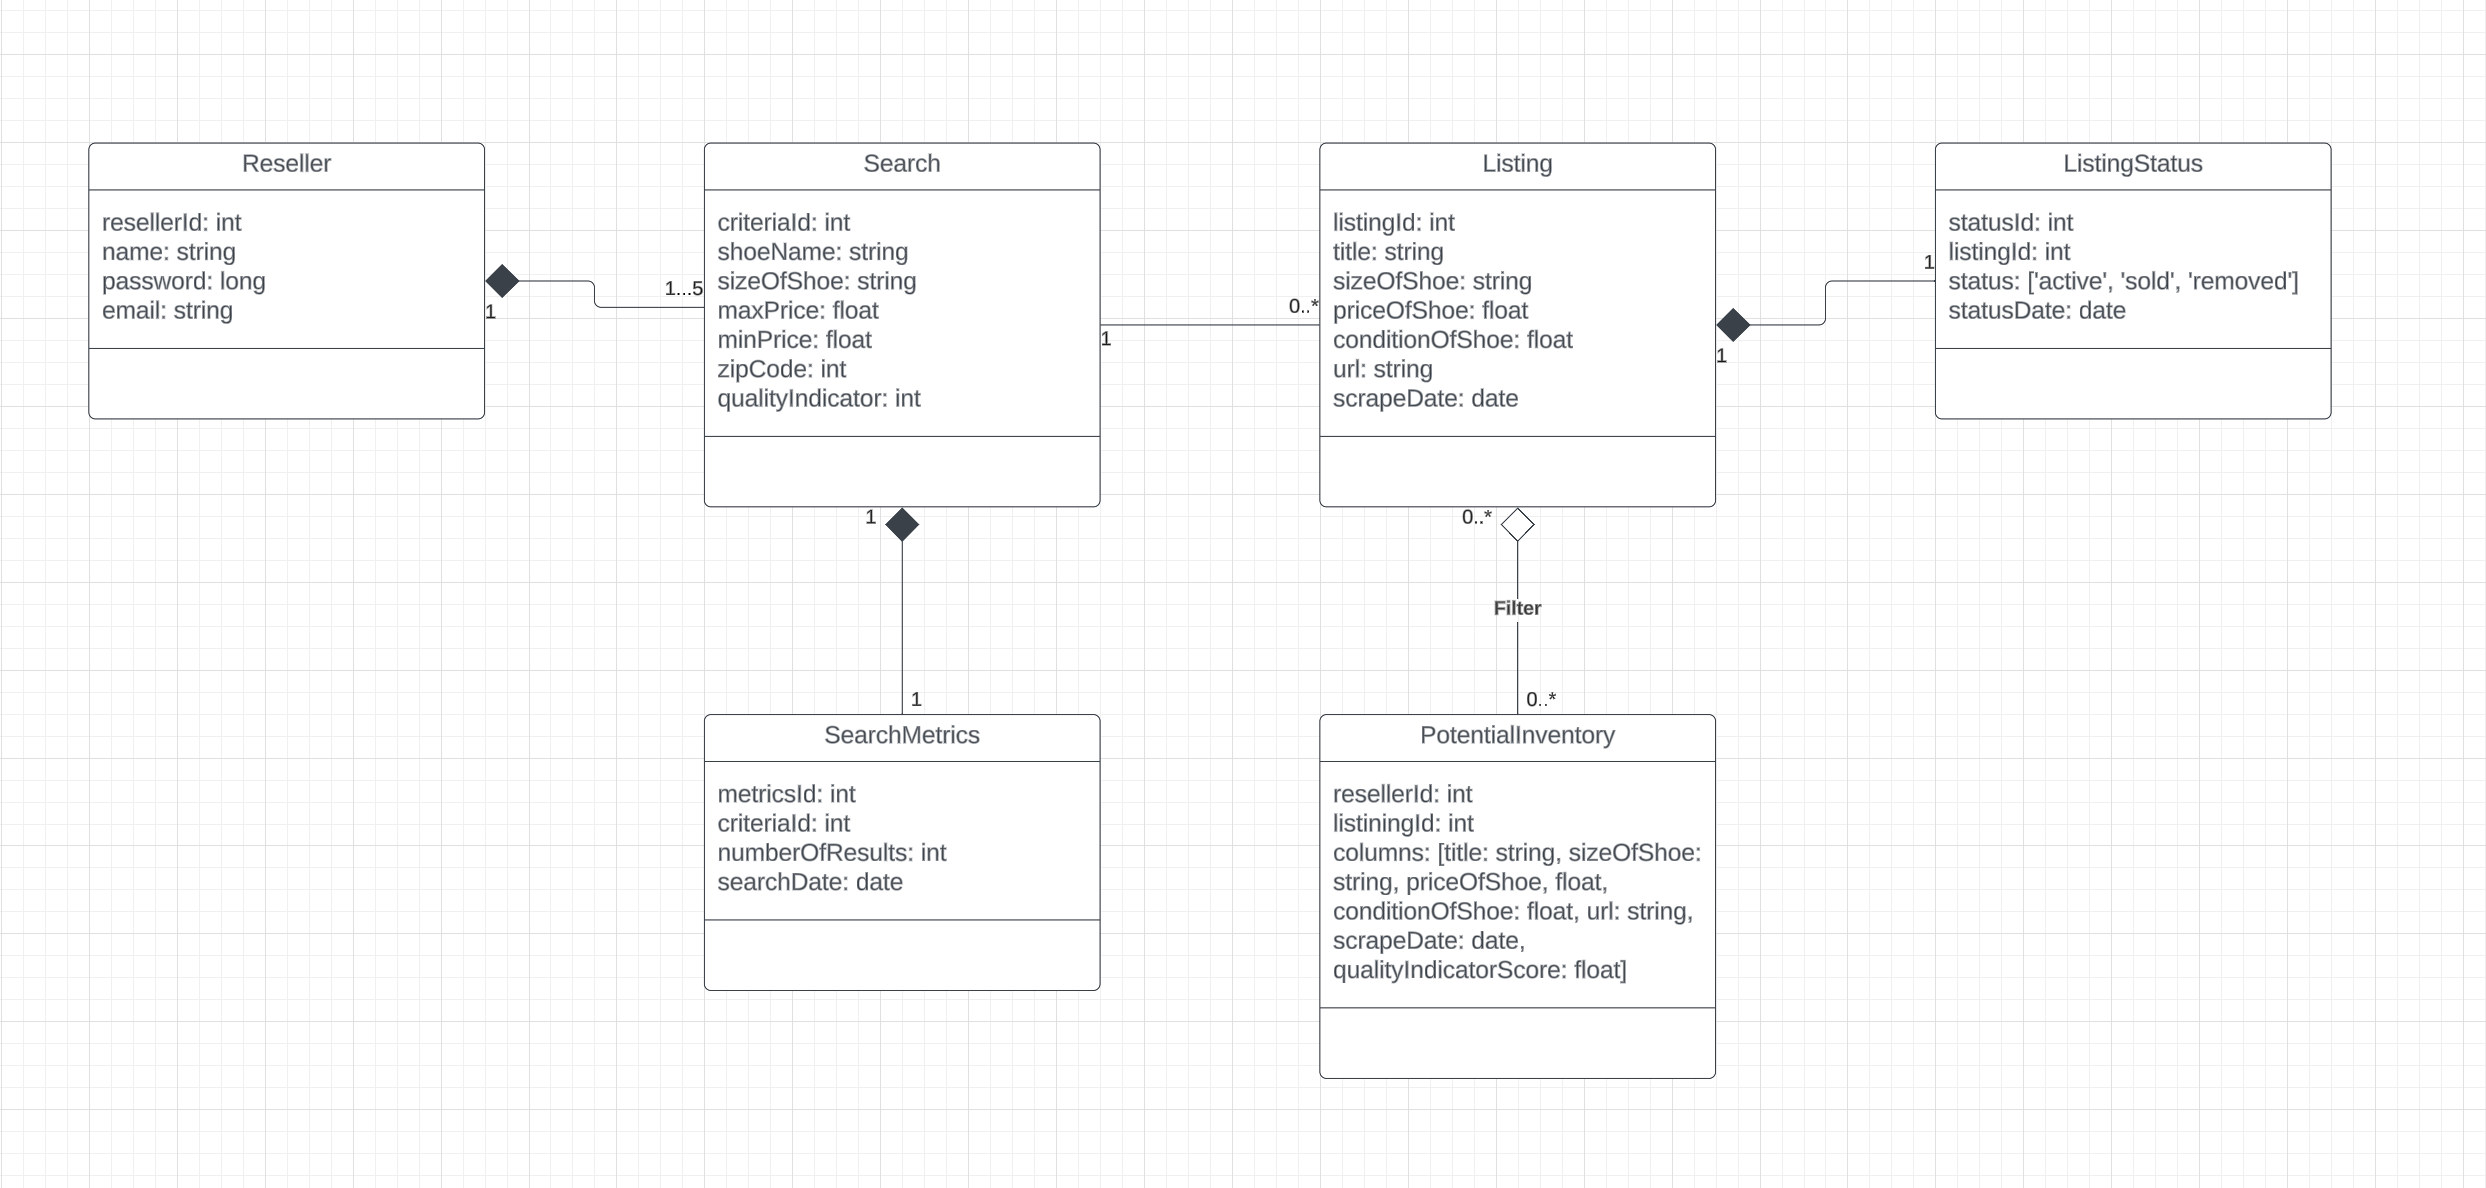 Reseller
resellerId: int
name: string
password: long
email: string
1
1...5
Search
criteriaId: int
shoeName: string
sizeOfShoe: string
maxPrice: float
minPrice: float
zipCode: int
qualityIndicator: int
1
0..*
Listing
listingId: int
title: string
sizeOfShoe: string
priceOfShoe: float
conditionOfShoe: float
url: string
scrapeDate: date
1
1
ListingStatus
statusId: int
listingId: int
status: ['active', 'sold', 'removed']
statusDate: date
1
1
SearchMetrics
metricsId: int
criteriaId: int
numberOfResults: int
searchDate: date
0..*
Filter
0..*
PotentialInventory
resellerId: int
listiningId: int
columns: [title: string, sizeOfShoe:
string, priceOfShoe, float,
conditionOfShoe: float, url: string,
scrapeDate: date,
qualityIndicatorScore: float]